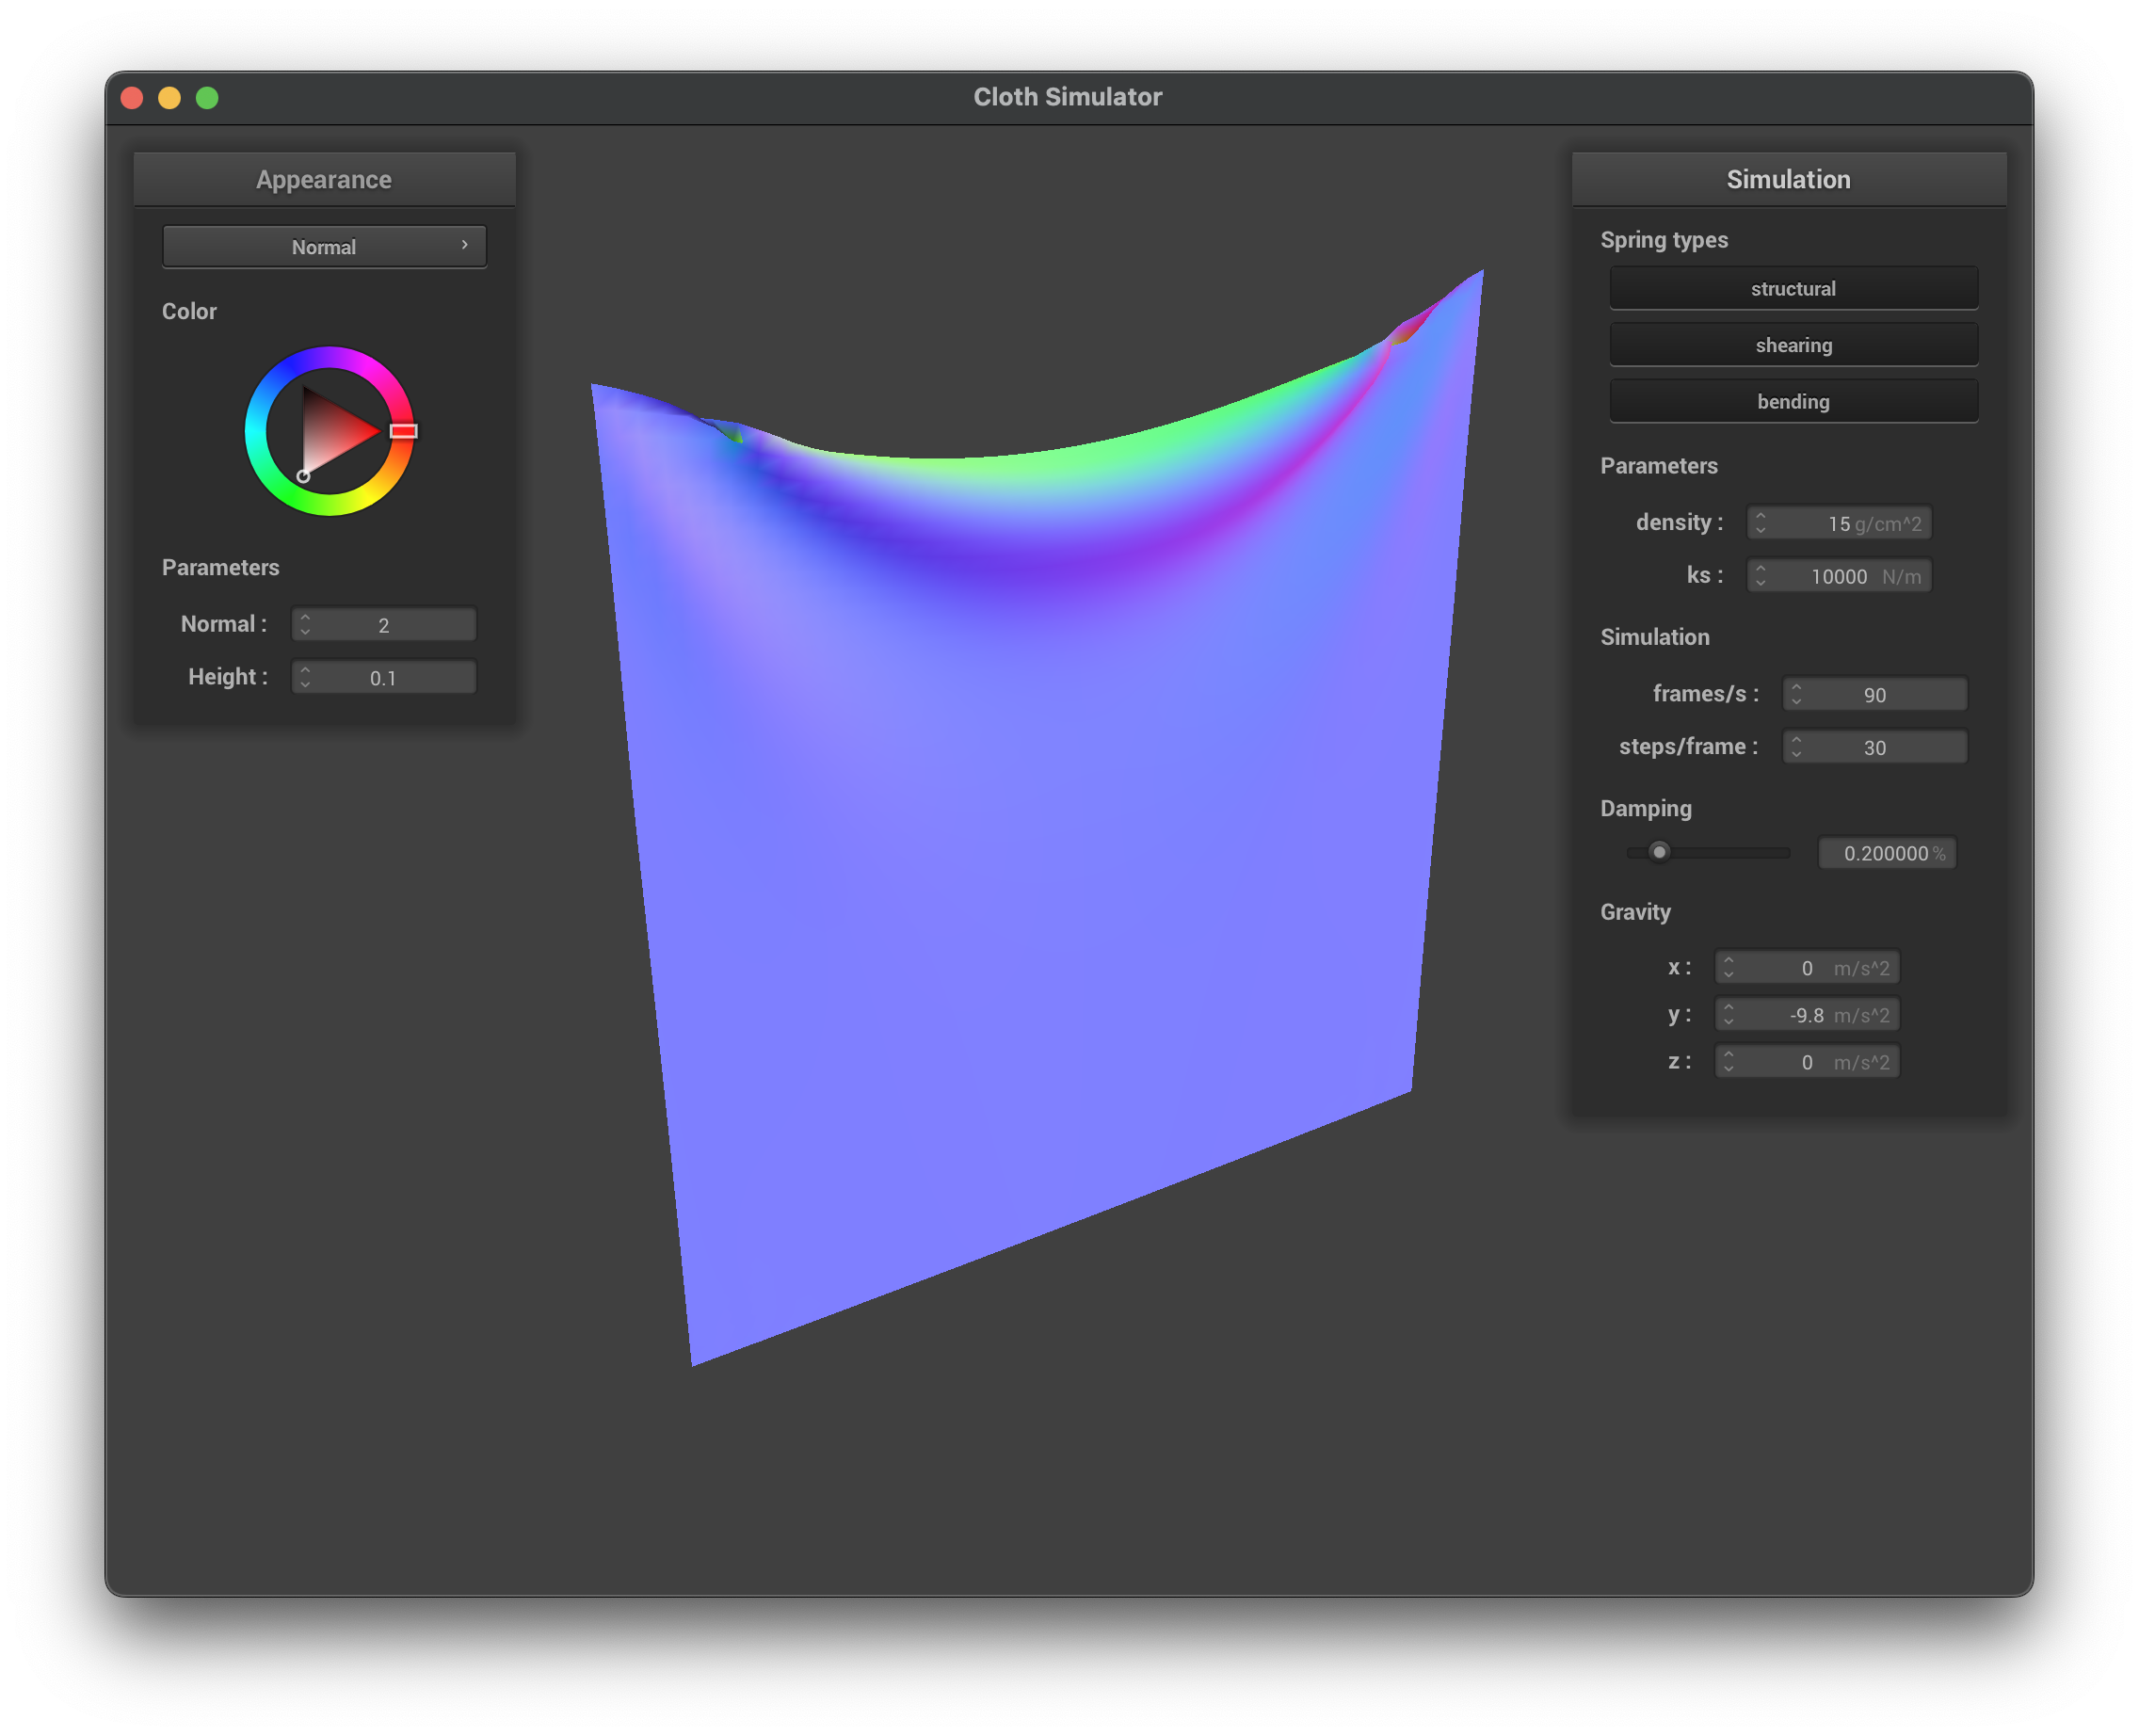 Cloth Simulator
Appearance
Normal
Color
Parameters
Normal : 2
Height : 0.1
Simulation
Spring types
structural
shearing
bending
Parameters
density : 15 g/cm^2
ks : 10000 N/m
Simulation
frames/s : 90
steps/frame : 30
Damping
0.200000 %
Gravity
x : 0 m/s^2
y : -9.8 m/s^2
z : 0 m/s^2